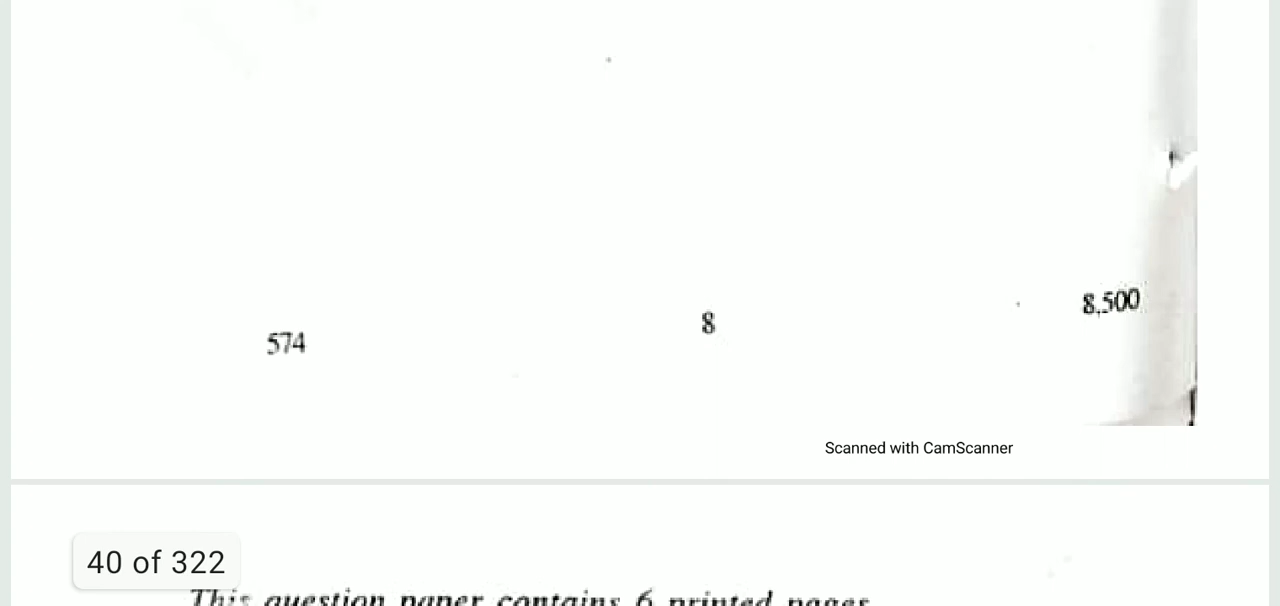 574 8 8,500
Scanned with CamScanner
40 of 322
This question paper contains 6 printed pages